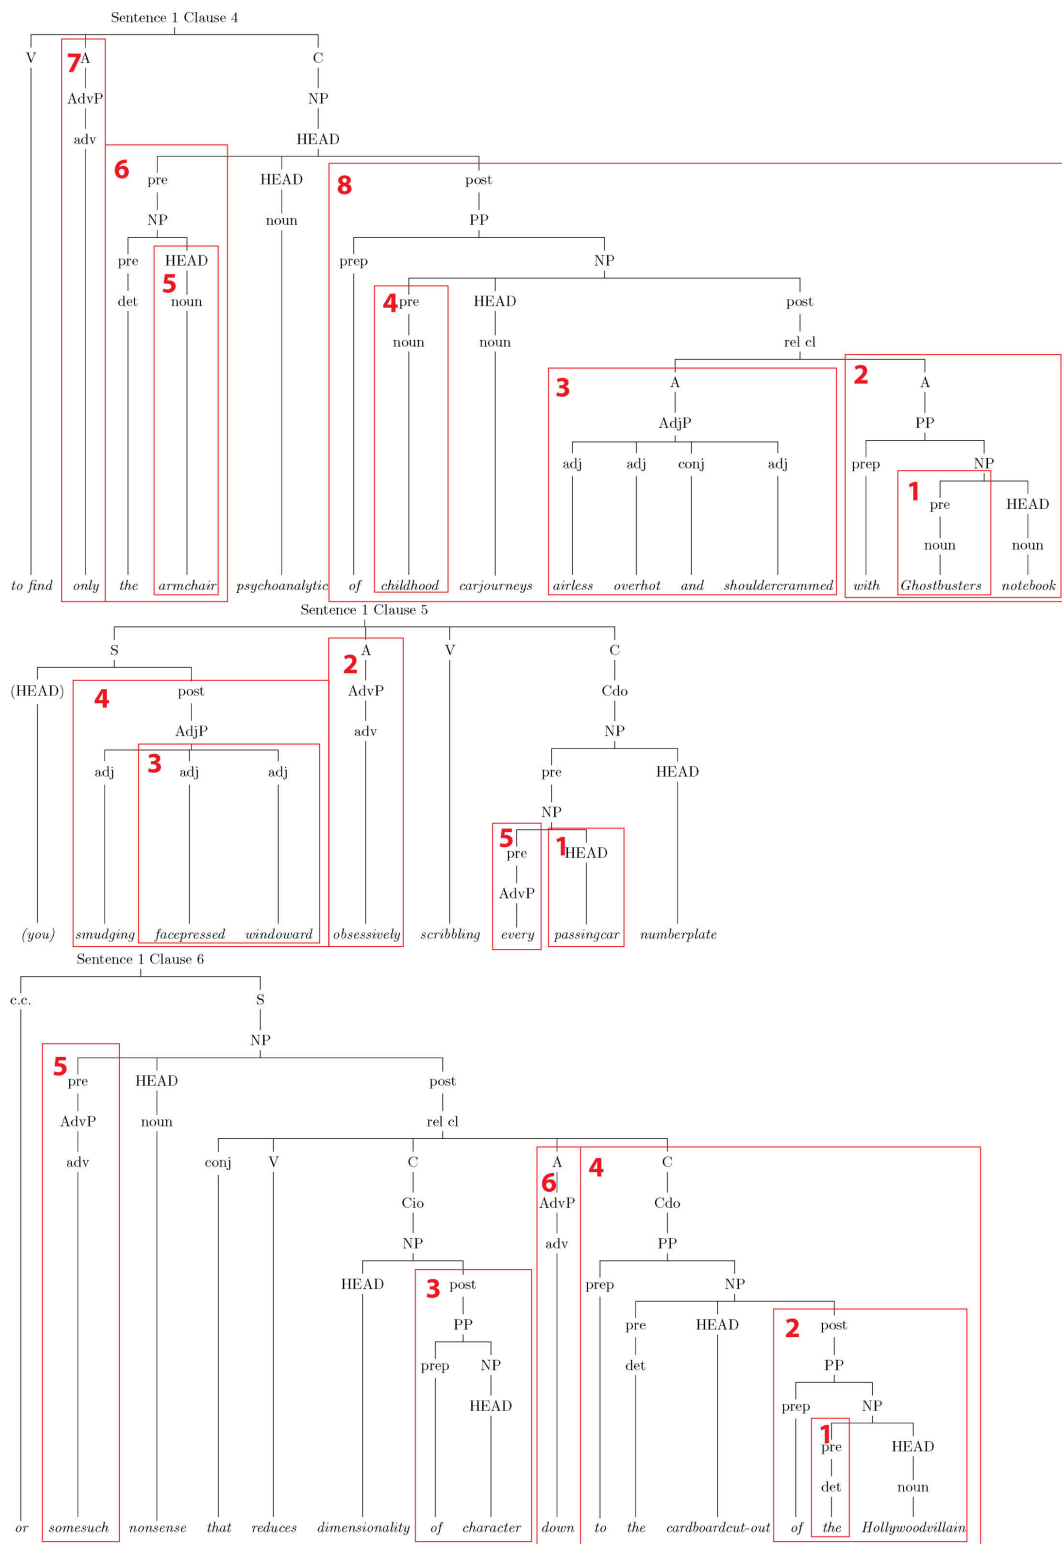 Sentence 1 Clause 4
V 7 A C
AdvP NP
adv HEAD
6 pre HEAD 8 post
NP noun PP
pre HEAD prep NP
det 5 noun 4 pre HEAD post
noun noun rel cl
3 A 2 A
AdjP PP
adj adj conj adj prep NP
1 pre HEAD
noun noun
to find only the armchair psychoanalytic of childhood carjourneys airless overhot and shouldercrammed with Ghostbusters notebook
Sentence 1 Clause 5
S 2 A V C
(HEAD) 4 post AdvP Cdo
AdjP adv NP
adj 3 adj adj pre HEAD
NP
5 pre 1 HEAD
AdvP
(you) smudging facepressed windoward obsessively scribbling every passingcar numberplate
Sentence 1 Clause 6
c.c. S
NP
5 pre HEAD post
AdvP noun rel cl
adv conj V C 6 A 4 C
Cio AdvP Cdo
NP adv PP
HEAD 3 post prep NP
PP pre HEAD 2 post
prep NP det PP
HEAD prep NP
1 pre HEAD
det noun
or somesuch nonsense that reduces dimensionality of character down to the cardboardcut-out of the Hollywoodvillain